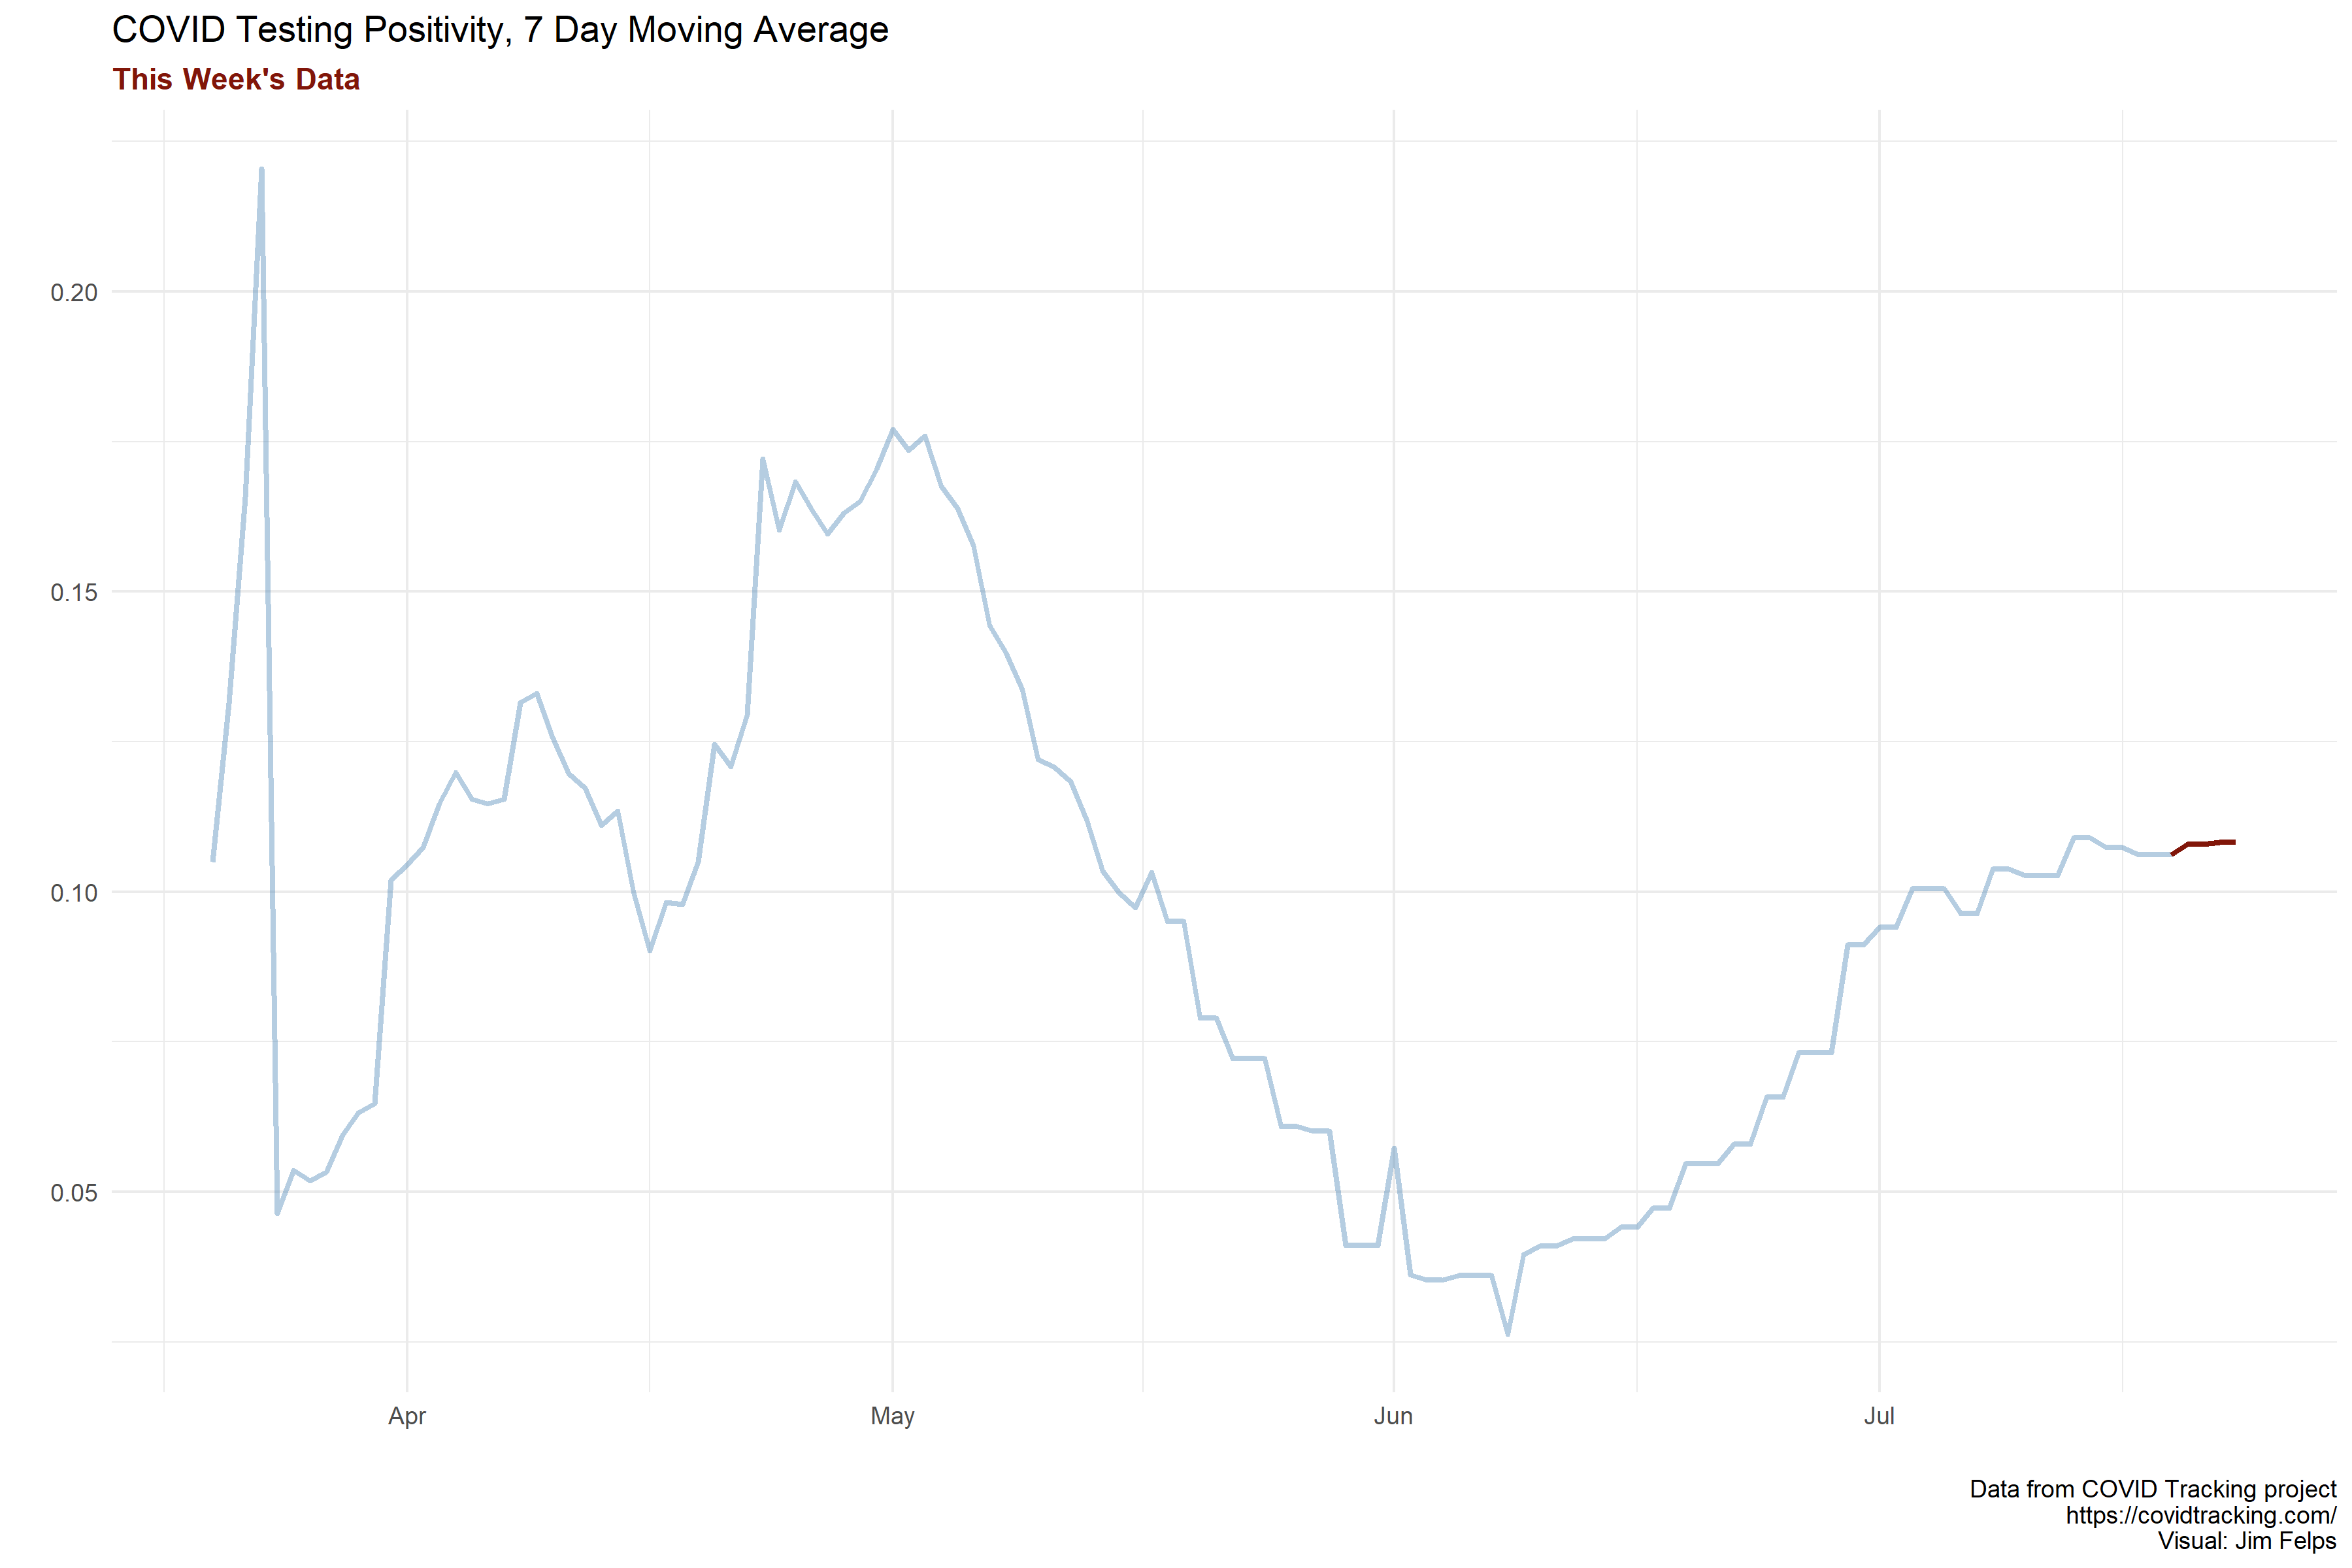 COVID Testing Positivity, 7 Day Moving Average
This Week's Data
0.20
0.15
0.10
0.05
Apr May Jun Jul
Data from COVID Tracking project
https://covidtracking.com/
Visual: Jim Felps